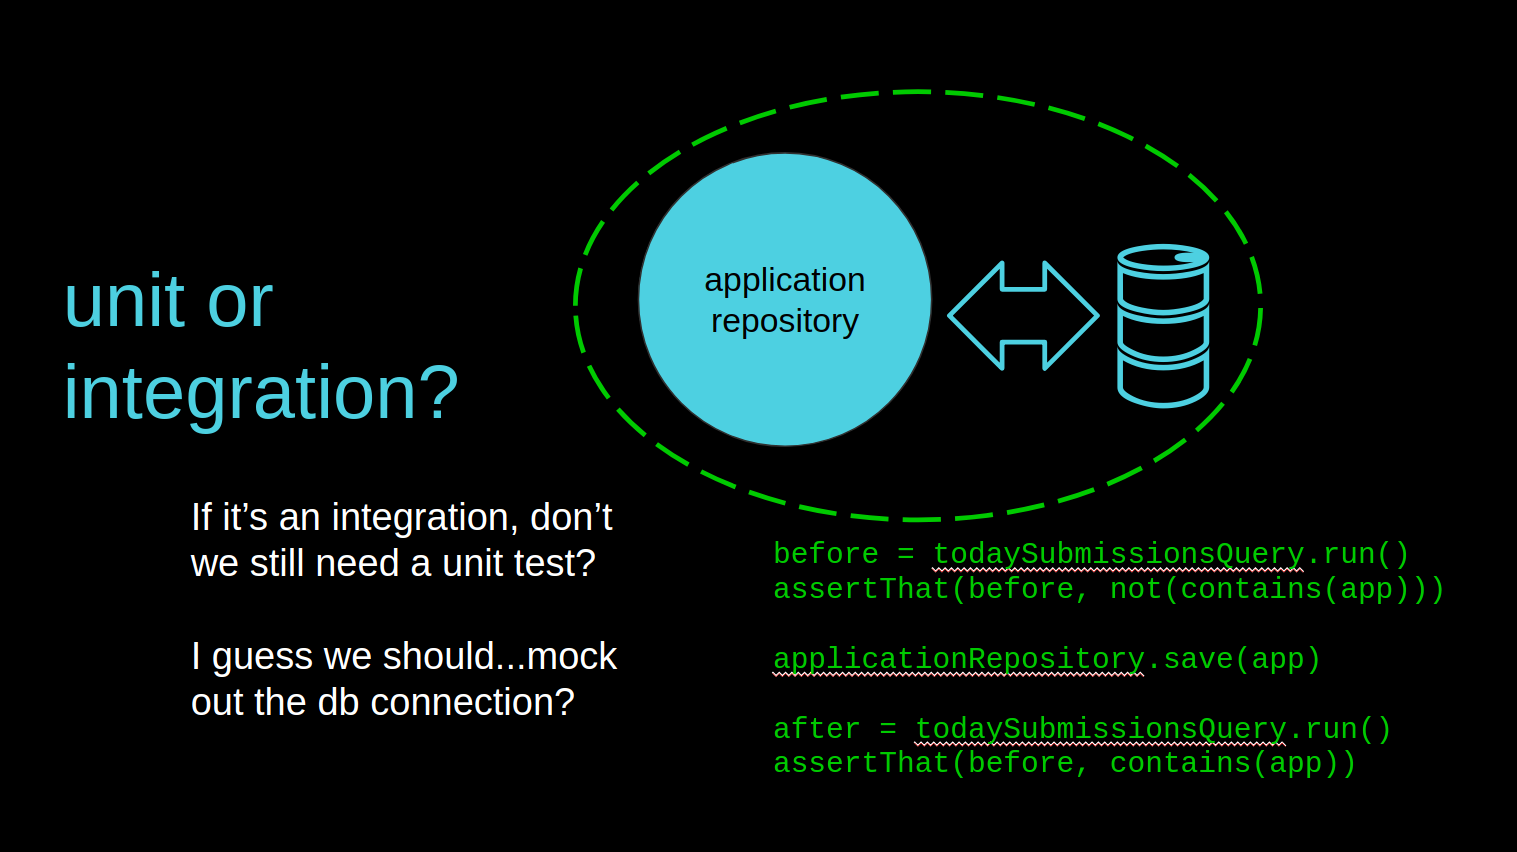 unit or
integration?
application
repository
If it’s an integration, don’t
we still need a unit test?
I guess we should...mock
out the db connection?
before = todaySubmissionsQuery.run()
assertThat(before, not(contains(app)))
applicationRepository.save(app)
after = todaySubmissionsQuery.run()
assertThat(before, contains(app))